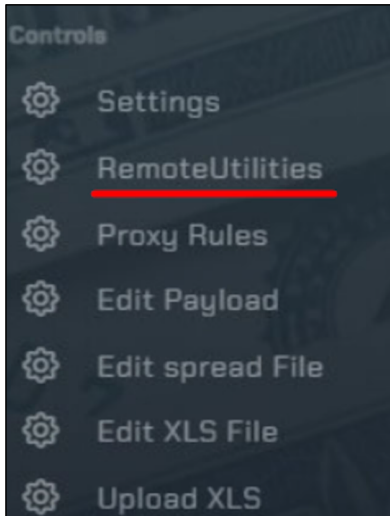 Controls
Settings
RemoteUtilities
Proxy Rules
Edit Payload
Edit spread File
Edit XLS File
Upload XLS